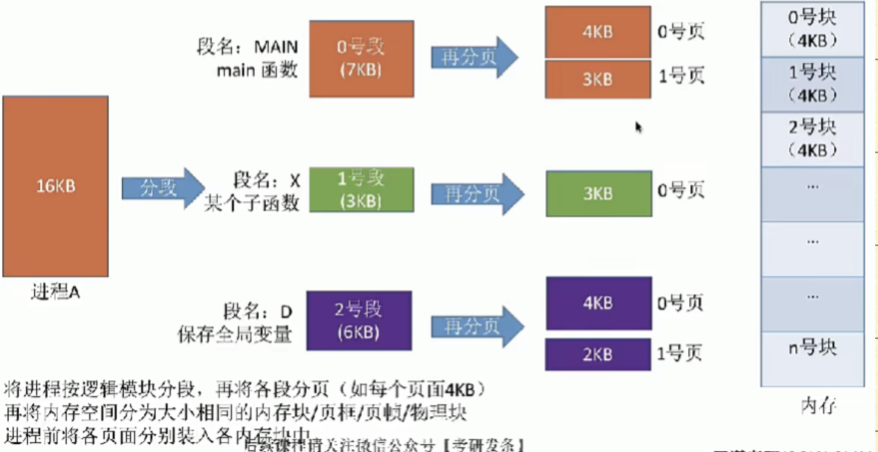 段名：MAIN
main 函数
0号段
(7KB)
再分页
4KB
0号页
3KB
1号页
16KB
进程A
分段
段名：X
某个子函数
1号段
(3KB)
再分页
3KB
0号页
段名：D
保存全局变量
2号段
(6KB)
再分页
4KB
0号页
2KB
1号页
0号块
（4KB）
1号块
（4KB）
2号块
（4KB）
...
...
...
n号块
内存
将进程按逻辑模块分段，再将各段分页（如每个页面4KB）
再将内存空间分为大小相同的内存块/页框/页帧/物理块
进程前将各页面分别装入各内存块中
后续课程请关注微信公众号【考研发条】